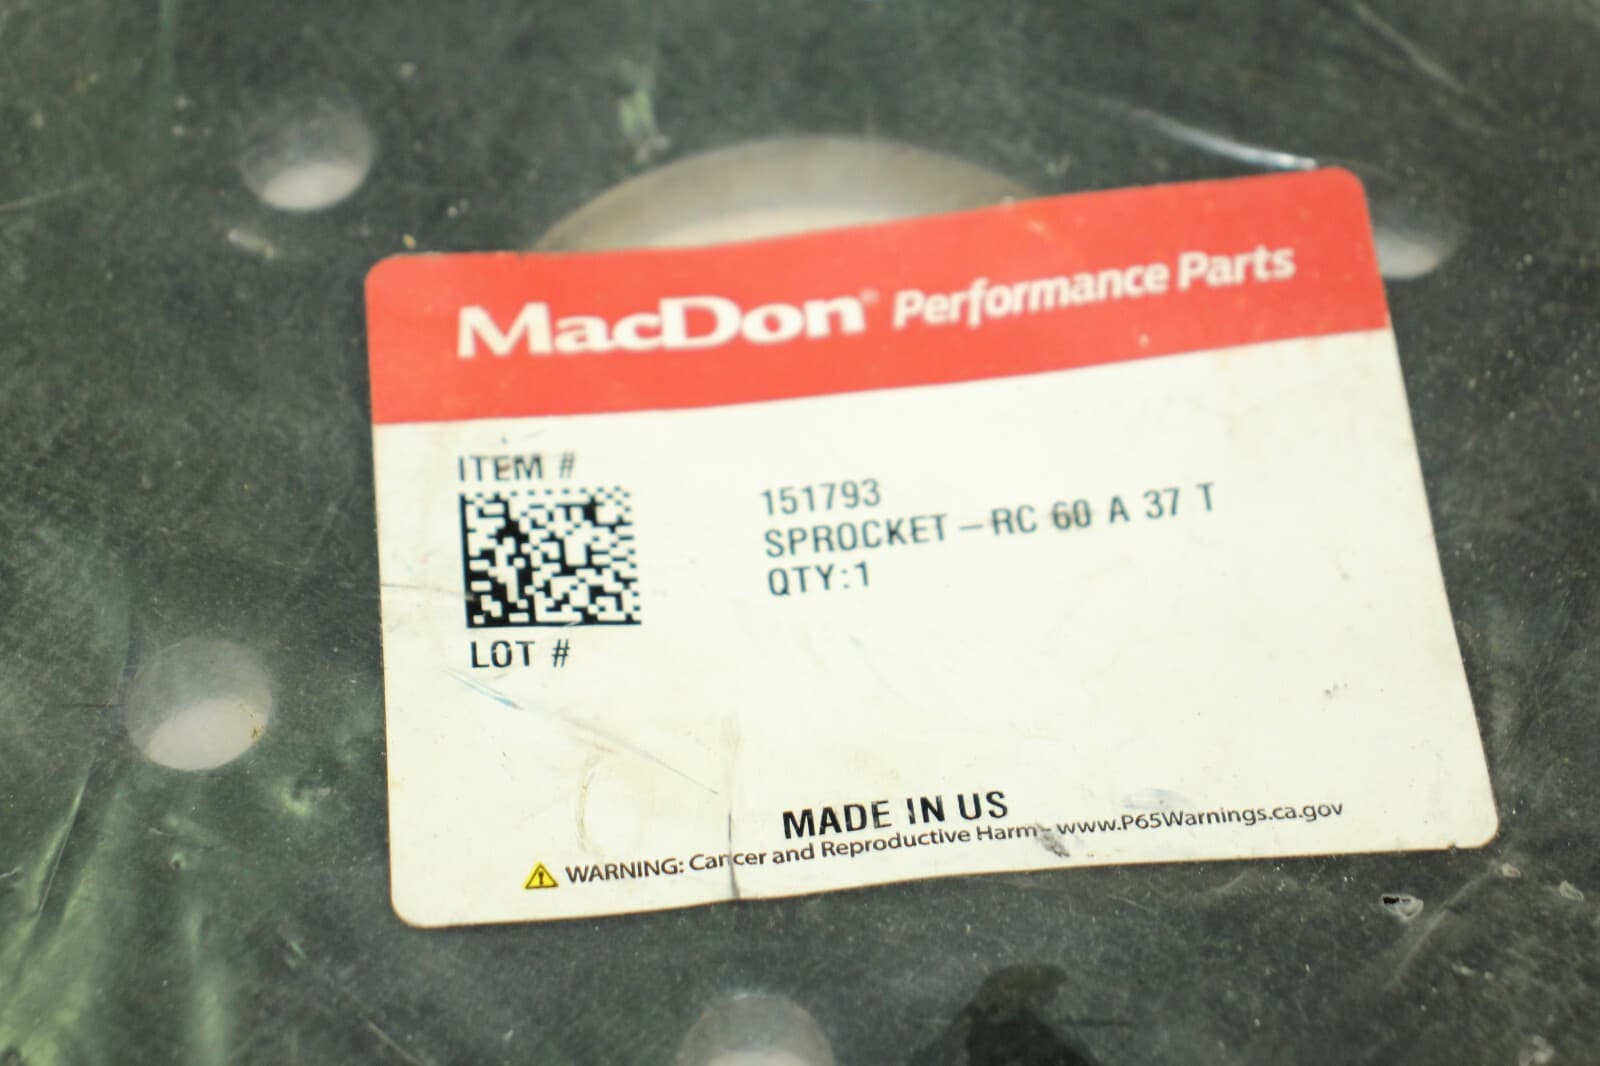 MacDon® Performance Parts
ITEM #
151793
SPROCKET – RC 60 A 37 T
QTY:1
LOT #
MADE IN US
WARNING: Cancer and Reproductive Harm - www.P65Warnings.ca.gov